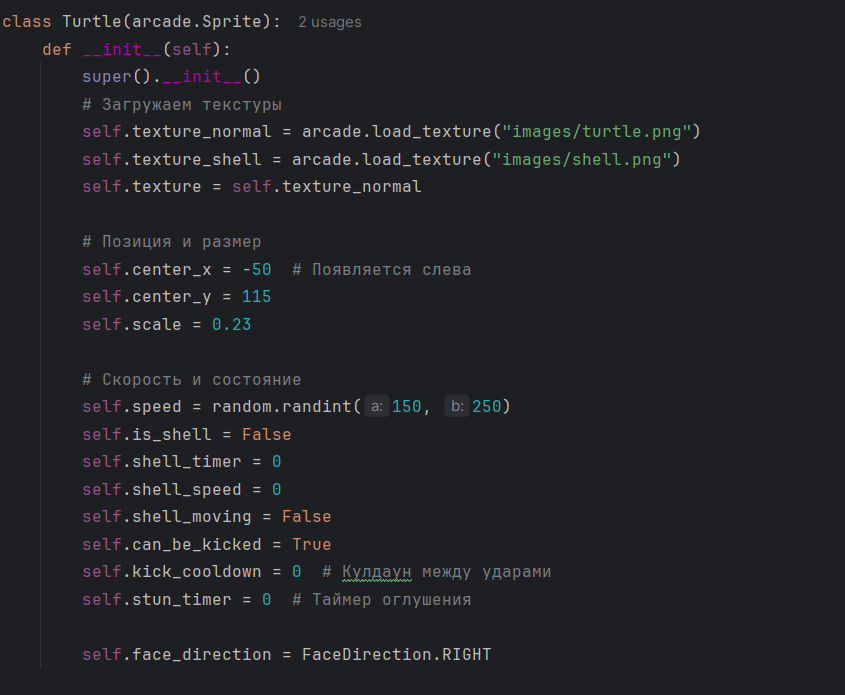 class Turtle(arcade.Sprite):  2 usages
    def __init__(self):
        super().__init__()
        # Загружаем текстуры
        self.texture_normal = arcade.load_texture("images/turtle.png")
        self.texture_shell = arcade.load_texture("images/shell.png")
        self.texture = self.texture_normal

        # Позиция и размер
        self.center_x = -50  # Появляется слева
        self.center_y = 115
        self.scale = 0.23

        # Скорость и состояние
        self.speed = random.randint( a: 150,  b: 250)
        self.is_shell = False
        self.shell_timer = 0
        self.shell_speed = 0
        self.shell_moving = False
        self.can_be_kicked = True
        self.kick_cooldown = 0  # Кулдаун между ударами
        self.stun_timer = 0  # Таймер оглушения

        self.face_direction = FaceDirection.RIGHT